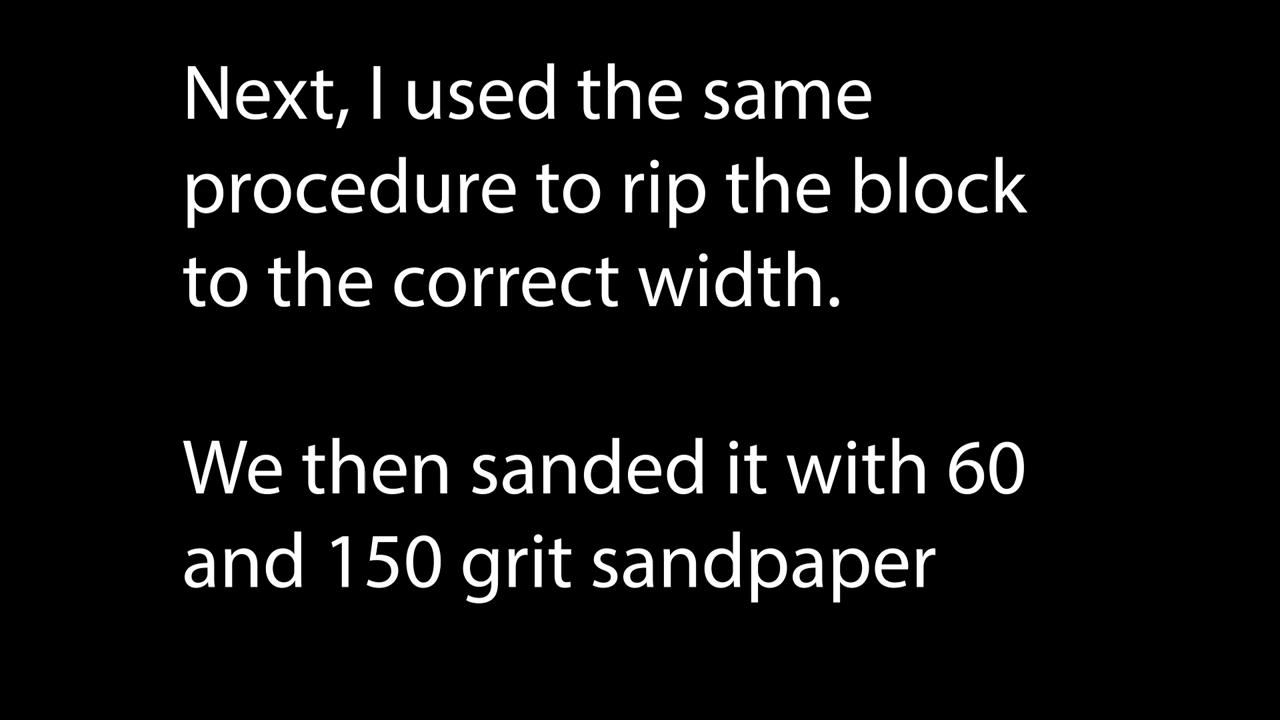 Next, I used the same
procedure to rip the block
to the correct width.
We then sanded it with 60
and 150 grit sandpaper